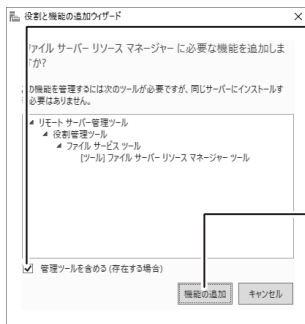 役割と機能の追加ウィザード
ファイル サーバー リソース マネージャー に必要な機能を追加しま
すか?
の機能を管理するには次のツールが必要ですが、同じサーバーにインストールす
必要はありません。
リモート サーバー管理ツール
役割管理ツール
ファイル サービス ツール
[ツール] ファイル サーバー リソース マネージャー ツール
管理ツールを含める (存在する場合)
機能の追加
キャンセル